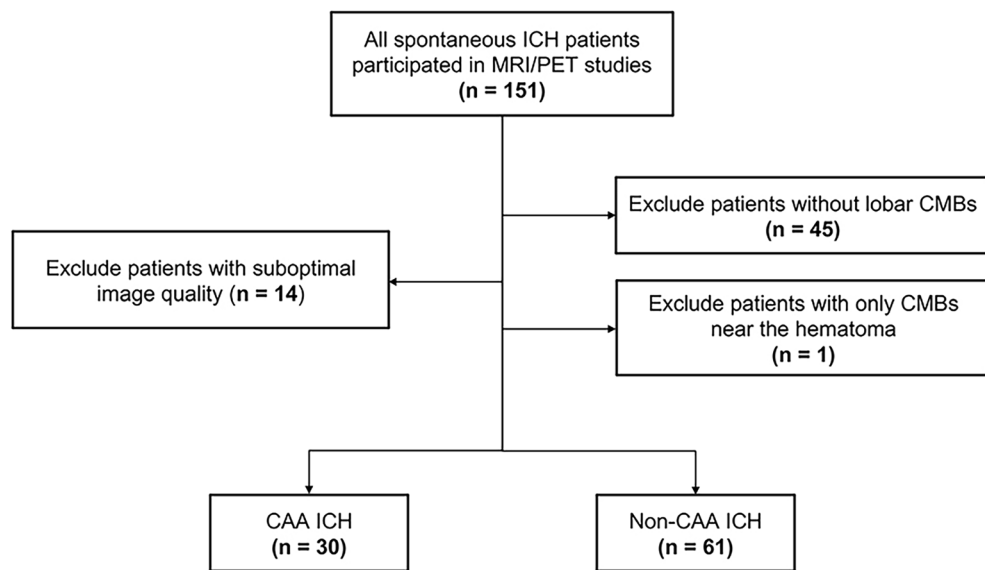 All spontaneous ICH patients
participated in MRI/PET studies
(n = 151)
Exclude patients without lobar CMBs
(n = 45)
Exclude patients with suboptimal
image quality (n = 14)
Exclude patients with only CMBs
near the hematoma
(n = 1)
CAA ICH
(n = 30)
Non-CAA ICH
(n = 61)